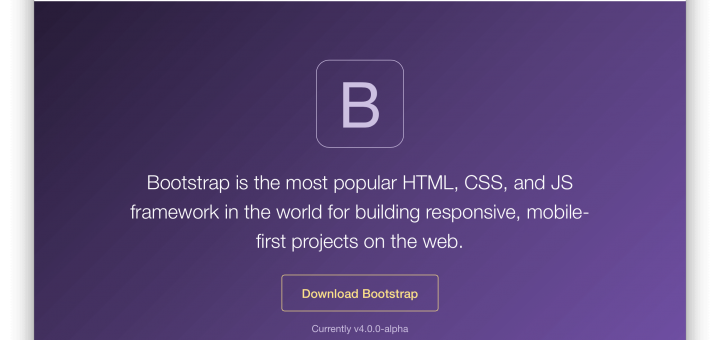 B
Bootstrap is the most popular HTML, CSS, and JS
framework in the world for building responsive, mobile-
first projects on the web.
Download Bootstrap
Currently v4.0.0-alpha